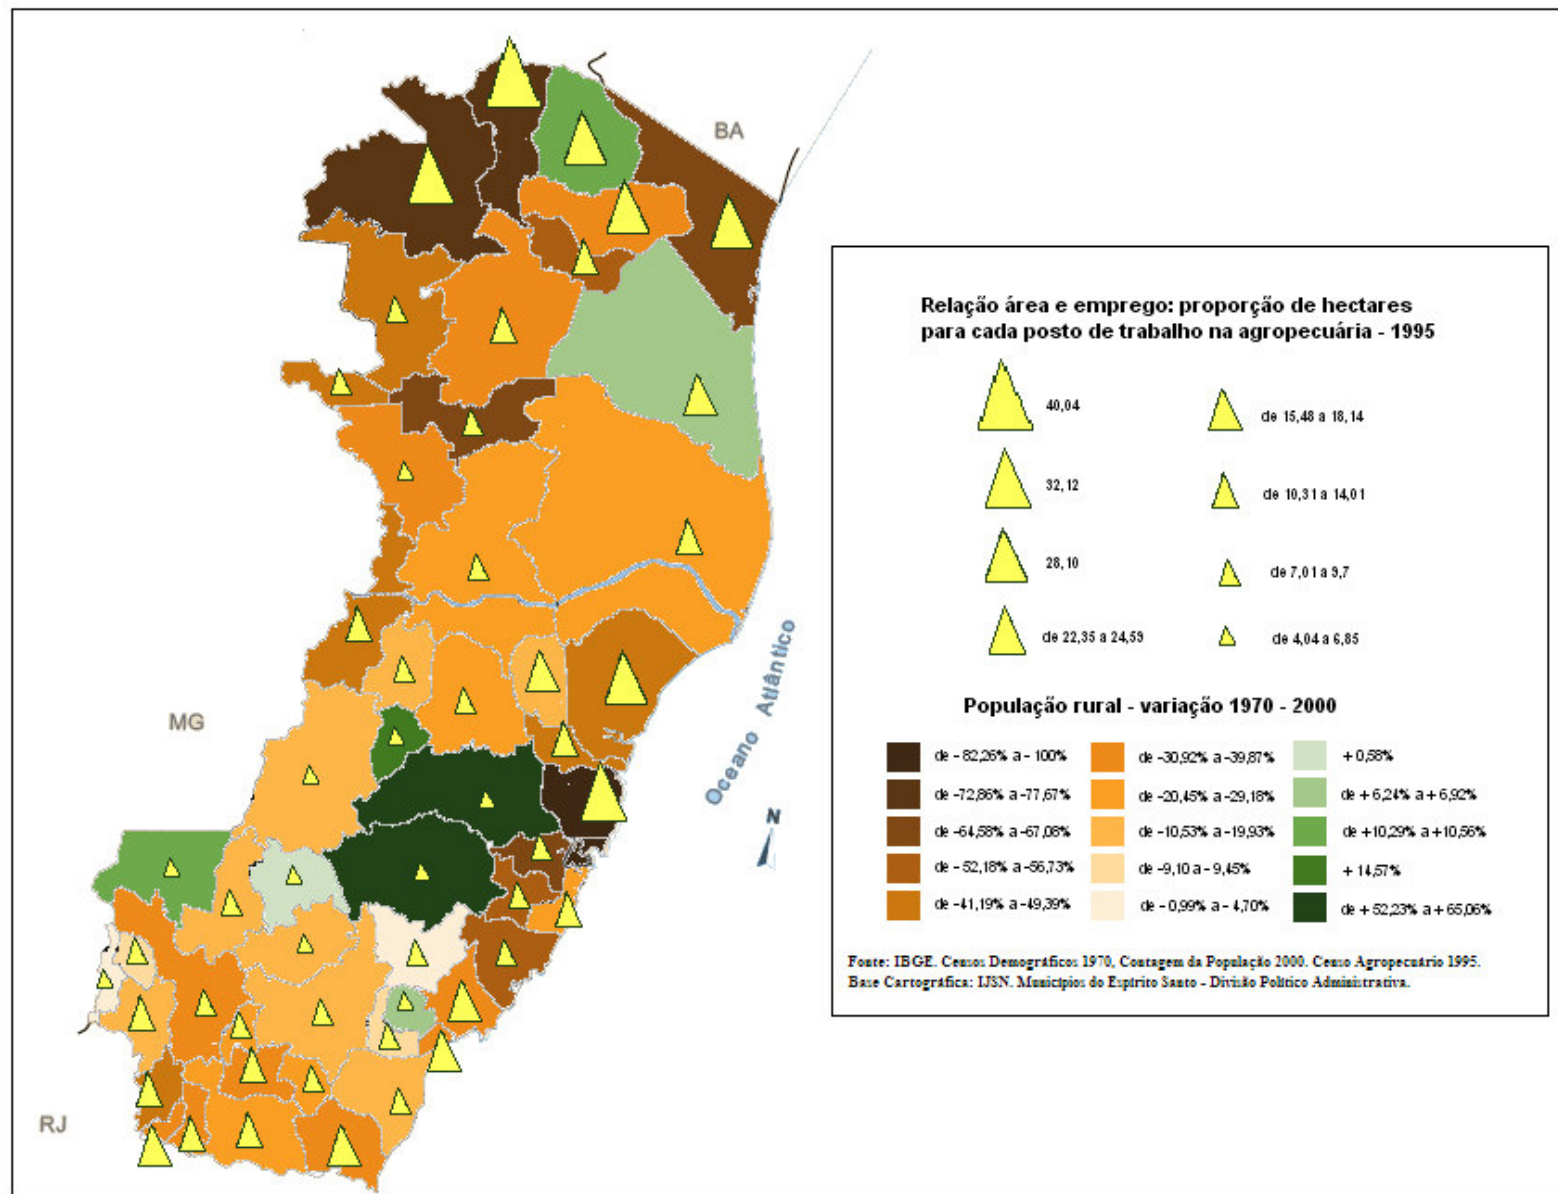 BA
MG
RJ
Oceano Atlântico
N
Relação área e emprego: proporção de hectares
para cada posto de trabalho na agropecuária - 1995
40,04
32,12
28,10
de 22,35 a 24,59
de 15,48 a 18,14
de 10,31 a 14,01
de 7,01 a 9,7
de 4,04 a 6,85
População rural - variação 1970 - 2000
de - 82,26% a - 100%
de -72,86% a -77,67%
de -64,58% a -67,08%
de -52,18% a -56,73%
de -41,19% a -49,39%
de -30,92% a -39,87%
de -20,45% a -29,18%
de -10,53% a -19,93%
de -9,10 a - 9,45%
de - 0,99% a - 4,70%
+ 0,58%
de + 6,24% a + 6,92%
de +10,29% a +10,56%
+ 14,57%
de + 52,23% a + 65,06%
Fonte: IBGE. Censos Demográficos 1970, Contagem da População 2000. Censo Agropecuário 1995.
Base Cartográfica: IJSN. Municípios do Espírito Santo - Divisão Político Administrativa.